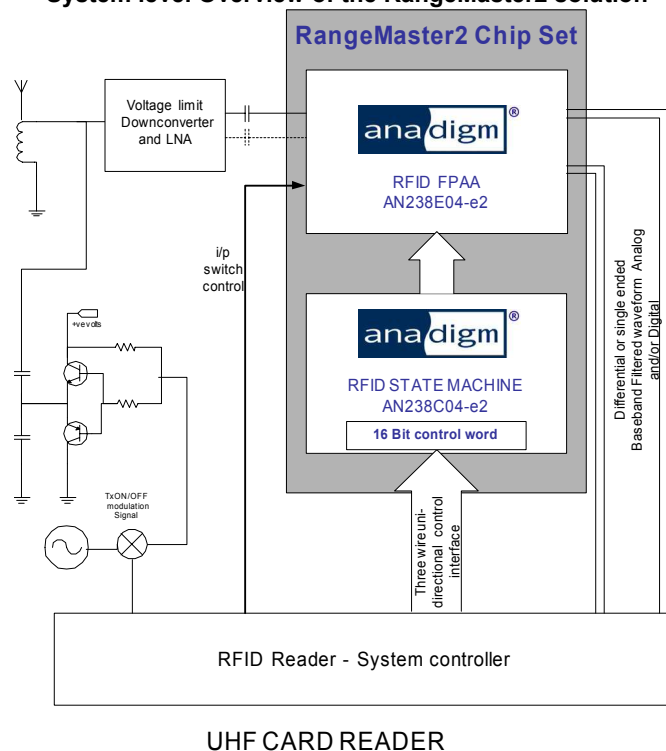 System level Overview of the RangeMaster2 solution
RangeMaster2 Chip Set
Voltage limit
Downconverter
and LNA
anadigm®
RFID FPAA
AN238E04-e2
i/p
switch
control
+vevolts
anadigm®
RFID STATE MACHINE
AN238C04-e2
16 Bit control word
Differential or single ended
Baseband Filtered waveform Analog
and/or Digital
TxON/OFF
modulation
Signal
Three wire uni-
directional control
interface
RFID Reader - System controller
UHF CARD READER